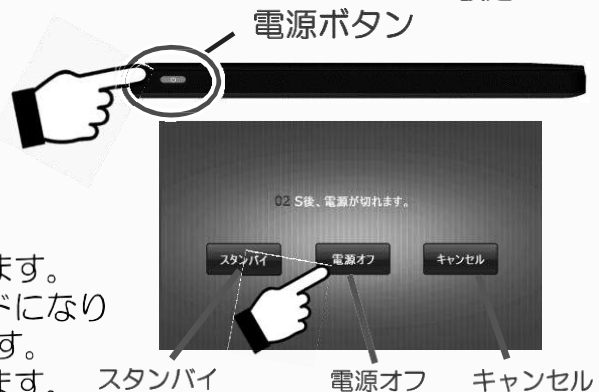 電源ボタン
02 S後、電源が切れます。
スタンバイ
電源オフ
キャンセル
ます。
ドになり
す。
ます。
スタンバイ
電源オフ
キャンセル